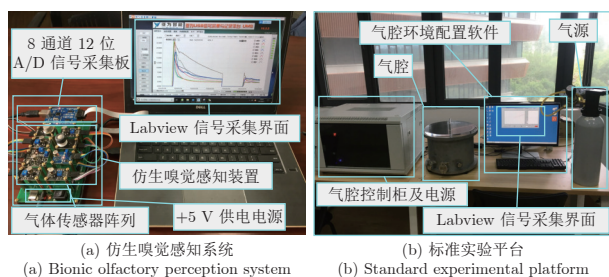 8 通道 12 位
A/D 信号采集板
Labview 信号采集界面
仿生嗅觉感知装置
气体传感器阵列
+5 V 供电电源
气源
气腔环境配置软件
气腔
气腔控制柜及电源
Labview 信号采集界面
(a) 仿生嗅觉感知系统
(a) Bionic olfactory perception system
(b) 标准实验平台
(b) Standard experimental platform